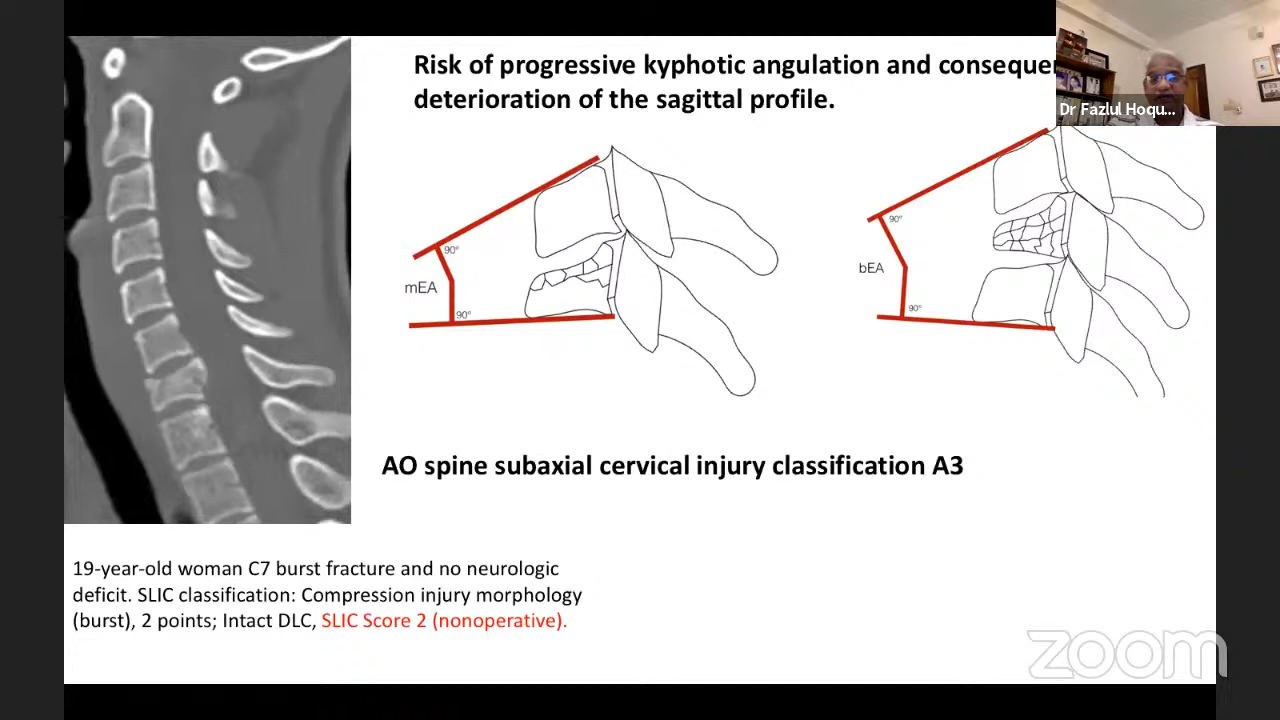 Risk of progressive kyphotic angulation and conseque
deterioration of the sagittal profile.
Dr Fazlul Hoqu...
90°
mEA
90°
90°
bEA
90°
AO spine subaxial cervical injury classification A3
19-year-old woman C7 burst fracture and no neurologic
deficit. SLIC classification: Compression injury morphology
(burst), 2 points; Intact DLC, SLIC Score 2 (nonoperative).
zoom